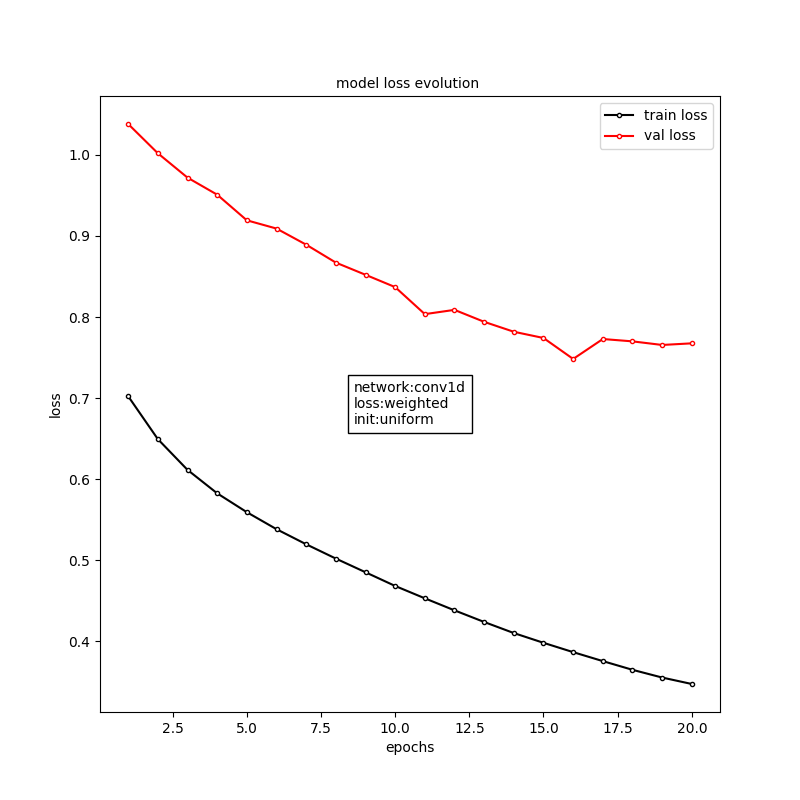 model loss evolution
train loss
val loss
1.0
0.9
0.8
0.7
0.6
0.5
0.4
loss
network:conv1d
loss:weighted
init:uniform
2.5 5.0 7.5 10.0 12.5 15.0 17.5 20.0
epochs